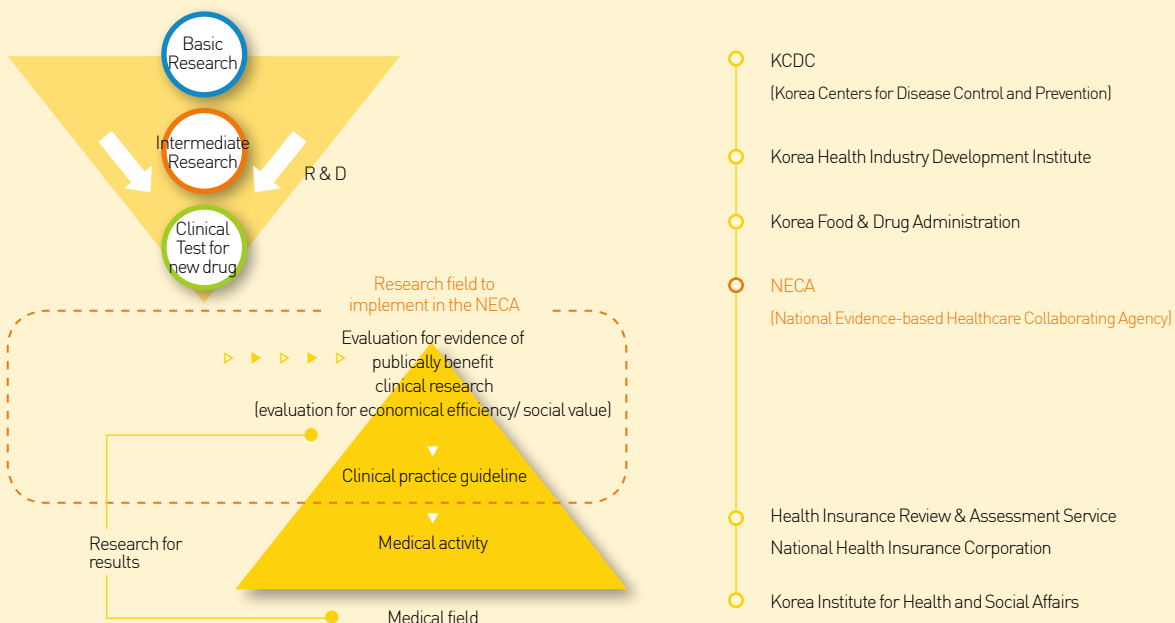 Basic
Research
Intermediate
Research
R & D
Clinical
Test for
new drug
Research field to
implement in the NECA
Evaluation for evidence of
publically benefit
clinical research
(evaluation for economical efficiency/ social value)
Clinical practice guideline
Medical activity
Research for
results
Medical field
KCDC
(Korea Centers for Disease Control and Prevention)
Korea Health Industry Development Institute
Korea Food & Drug Administration
NECA
(National Evidence-based Healthcare Collaborating Agency)
Health Insurance Review & Assessment Service
National Health Insurance Corporation
Korea Institute for Health and Social Affairs